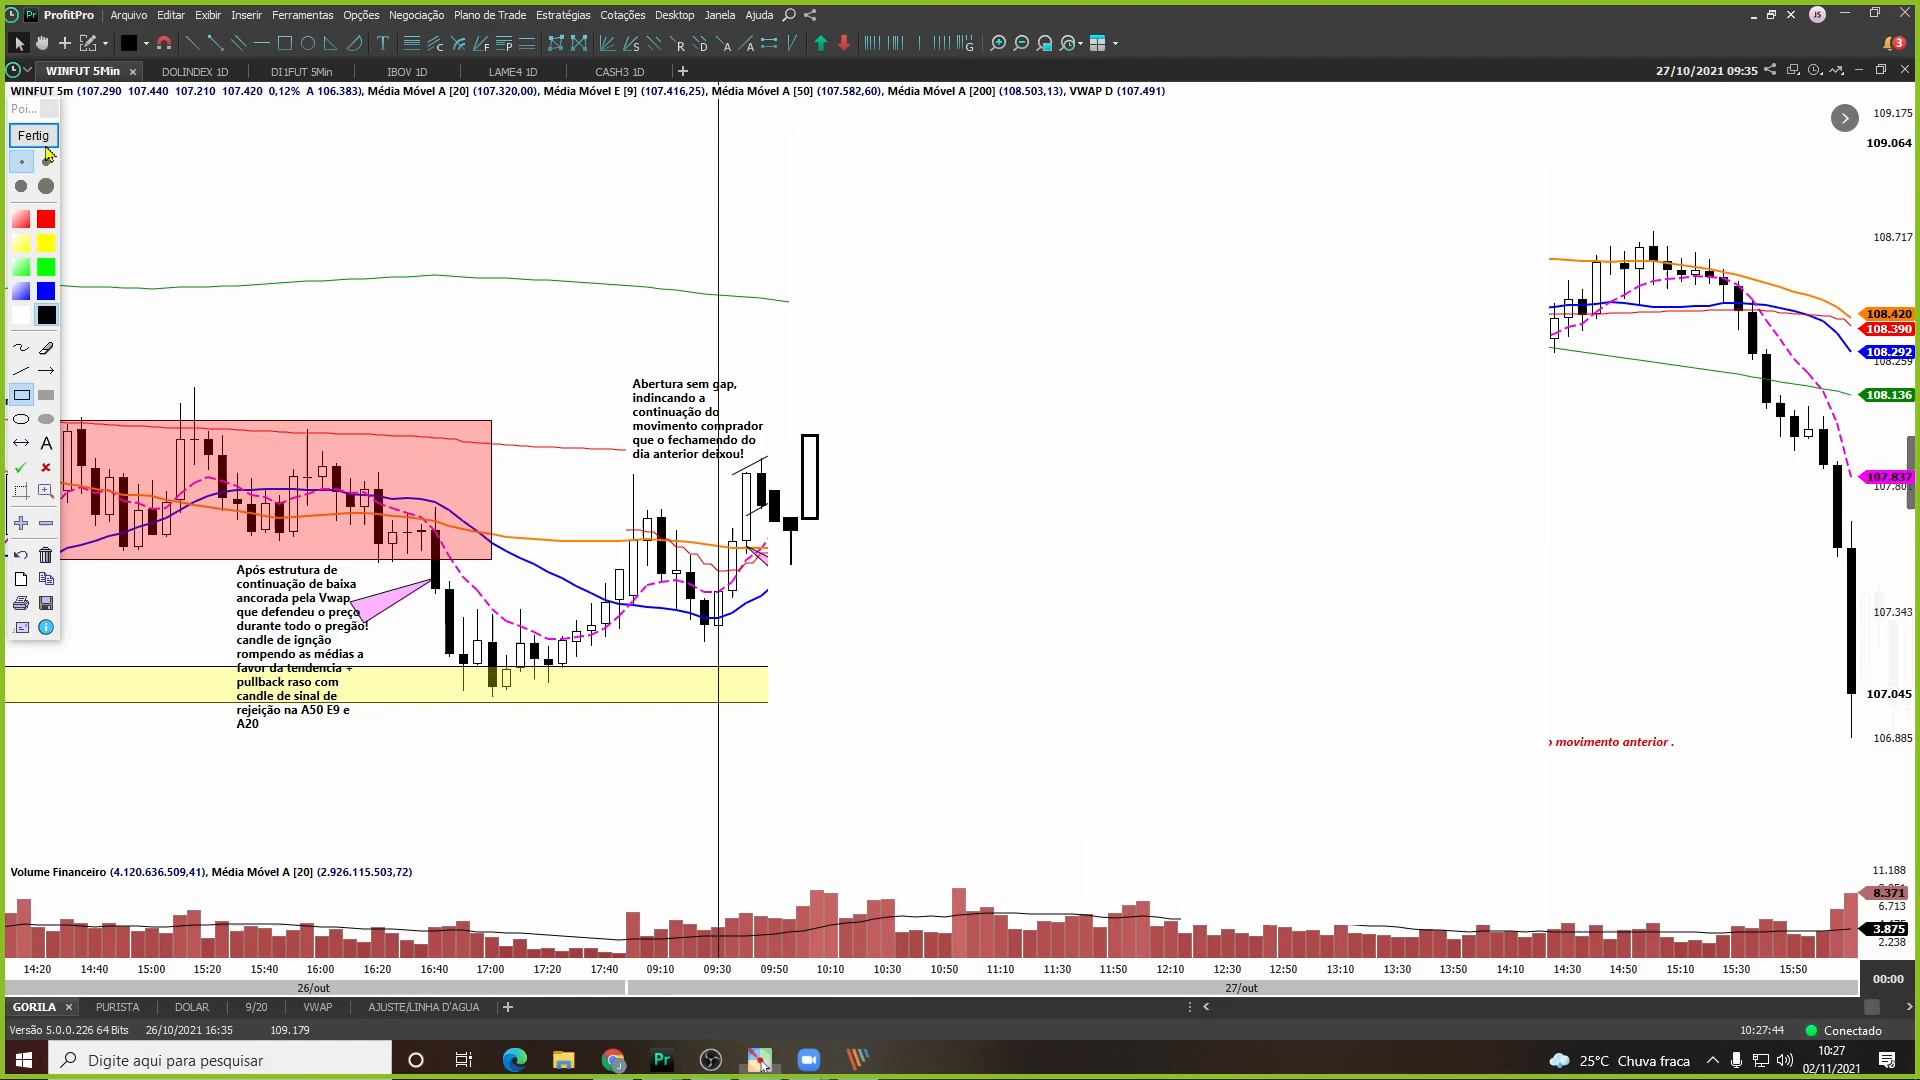 ProfitPro Arquivo Editar Exibir Inserir Ferramentas Opções Negociação Plano de Trade Estratégias Cotações Desktop Janela Ajuda JS
3
WINFUT 5Min DOLINDEX 1D DI1FUT 5Min IBOV 1D LAME4 1D CASH3 1D 27/10/2021 09:35
WINFUT 5m (107.290 107.440 107.210 107.420 0,12% A 106.383), Média Móvel A [20] (107.320,00), Média Móvel E [9] (107.416,25), Média Móvel A [50] (107.582,60), Média Móvel A [200] (108.503,13), VWAP D (107.491)
Poi...
Fertig
109.175
109.064
108.717
108.420
108.390
108.292
108.259
108.136
107.837
107.801
107.343
107.045
106.885
Abertura sem gap,
indincando a
continuação do
movimento comprador
que o fechamendo do
dia anterior deixou!
Após estrutura de
continuação de baixa
ancorada pela Vwap
que defendeu o preço
durante todo o pregão!
candle de ignção
rompendo as médias a
favor da tendencia +
pullback raso com
candle de sinal de
rejeição na A50 E9 e
A20
o movimento anterior .
Volume Financeiro (4.120.636.509,41), Média Móvel A [20] (2.926.115.503,72)
11.188
8.371
6.713
3.875
2.238
14:20 14:40 15:00 15:20 15:40 16:00 16:20 16:40 17:00 17:20 17:40 09:10 09:30 09:50 10:10 10:30 10:50 11:10 11:30 11:50 12:10 12:30 12:50 13:10 13:30 13:50 14:10 14:30 14:50 15:10 15:30 15:50 00:00
26/out 27/out
GORILA PURISTA DOLAR 9/20 VWAP AJUSTE/LINHA D'AGUA
Versão 5.0.0.226 64 Bits 26/10/2021 16:35 109.179 10:27:44 Conectado
Digite aqui para pesquisar Pr 25°C Chuva fraca 10:27
02/11/2021